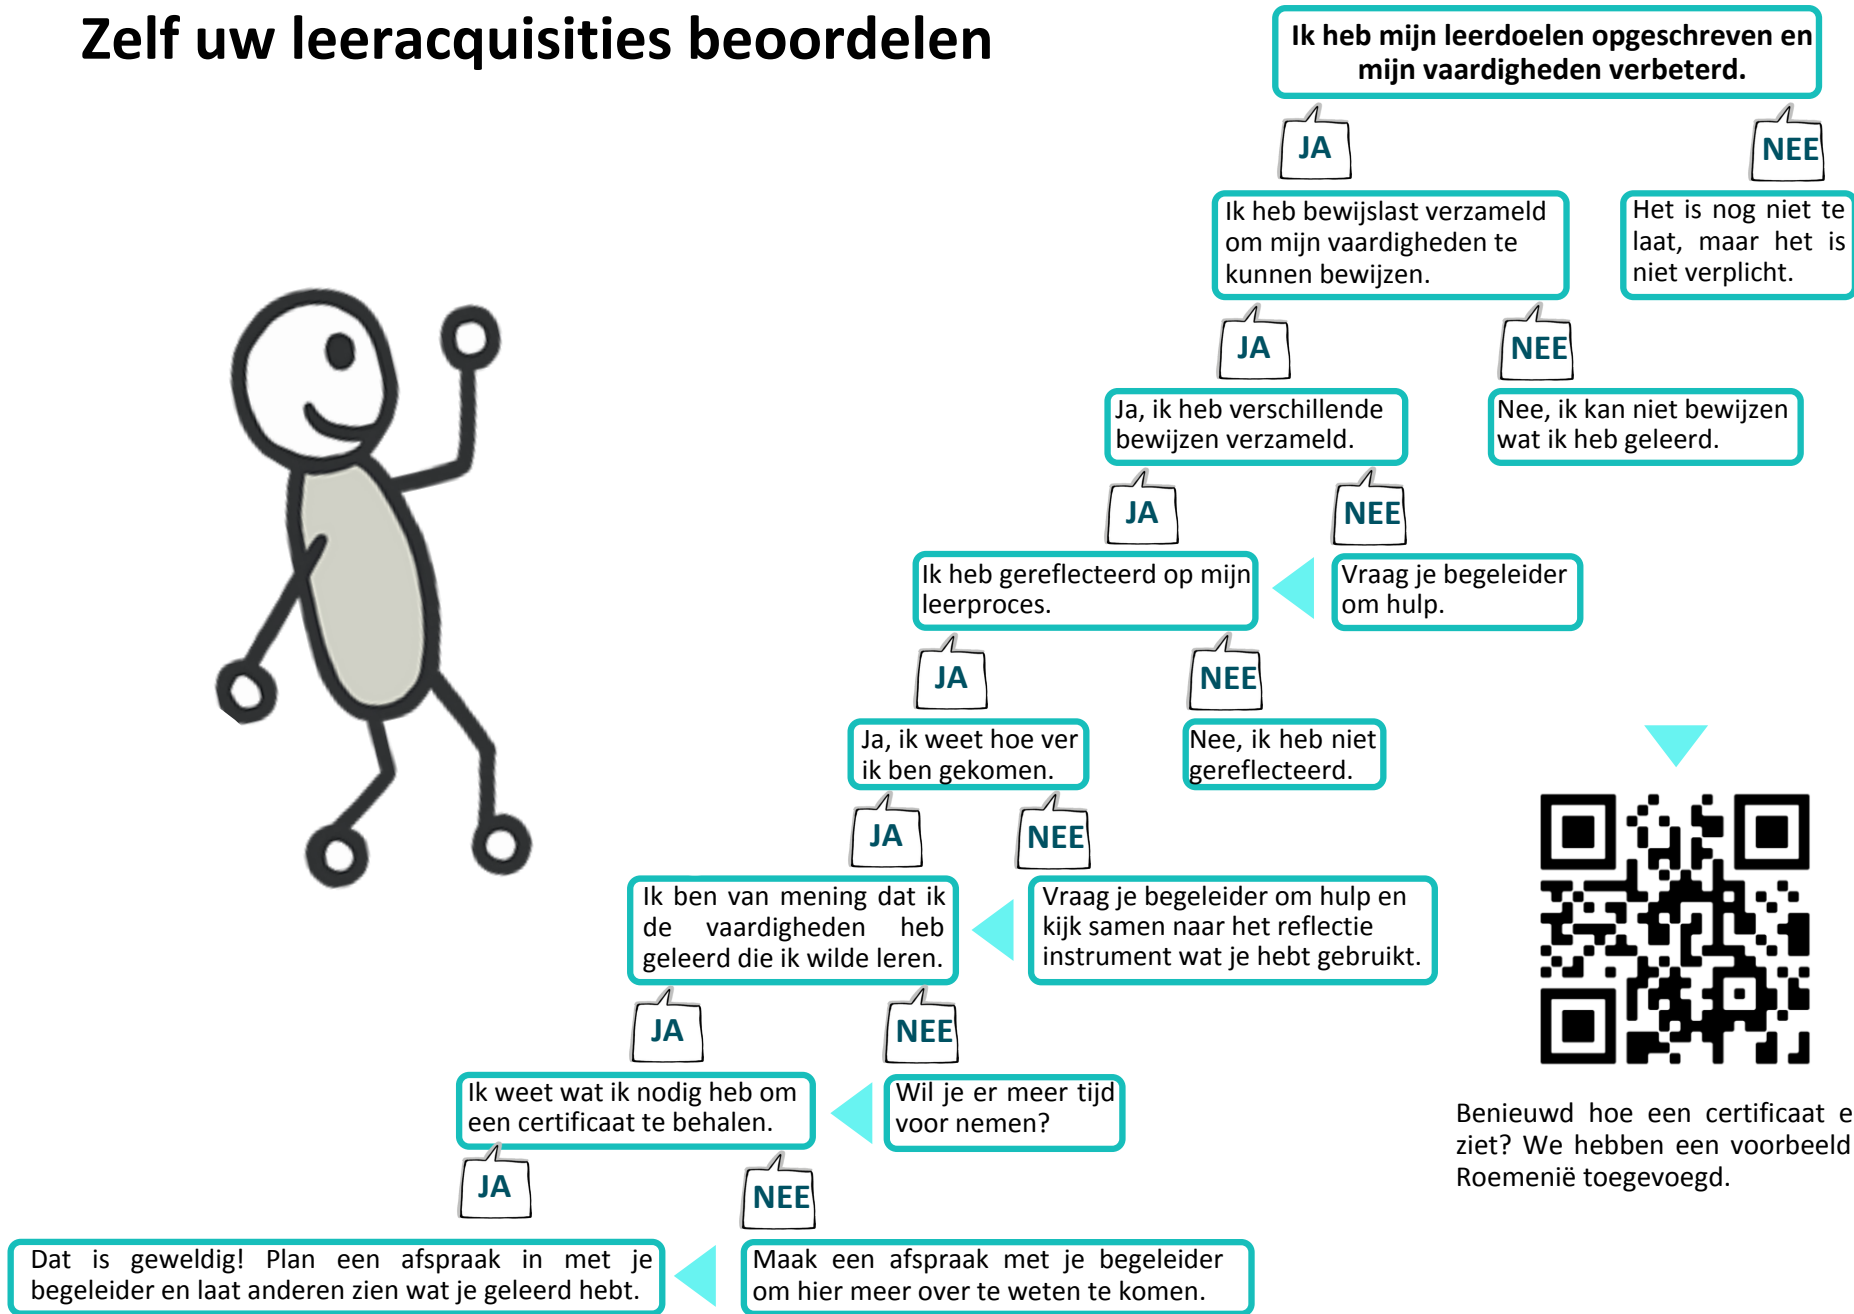 Zelf uw leeracquisities beoordelen
Ik heb mijn leerdoelen opgeschreven en
mijn vaardigheden verbeterd.
JA
NEE
Ik heb bewijslast verzameld
om mijn vaardigheden te
kunnen bewijzen.
Het is nog niet te
laat, maar het is
niet verplicht.
JA
NEE
Ja, ik heb verschillende
bewijzen verzameld.
Nee, ik kan niet bewijzen
wat ik heb geleerd.
JA
NEE
Ik heb gereflecteerd op mijn
leerproces.
Vraag je begeleider
om hulp.
JA
NEE
Ja, ik weet hoe ver
ik ben gekomen.
Nee, ik heb niet
gereflecteerd.
JA
NEE
Ik ben van mening dat ik
de vaardigheden heb
geleerd die ik wilde leren.
Vraag je begeleider om hulp en
kijk samen naar het reflectie
instrument wat je hebt gebruikt.
JA
NEE
Ik weet wat ik nodig heb om
een certificaat te behalen.
Wil je er meer tijd
voor nemen?
JA
NEE
Dat is geweldig! Plan een afspraak in met je
begeleider en laat anderen zien wat je geleerd hebt.
Maak een afspraak met je begeleider
om hier meer over te weten te komen.
Benieuwd hoe een certificaat e
ziet? We hebben een voorbeeld
Roemenië toegevoegd.